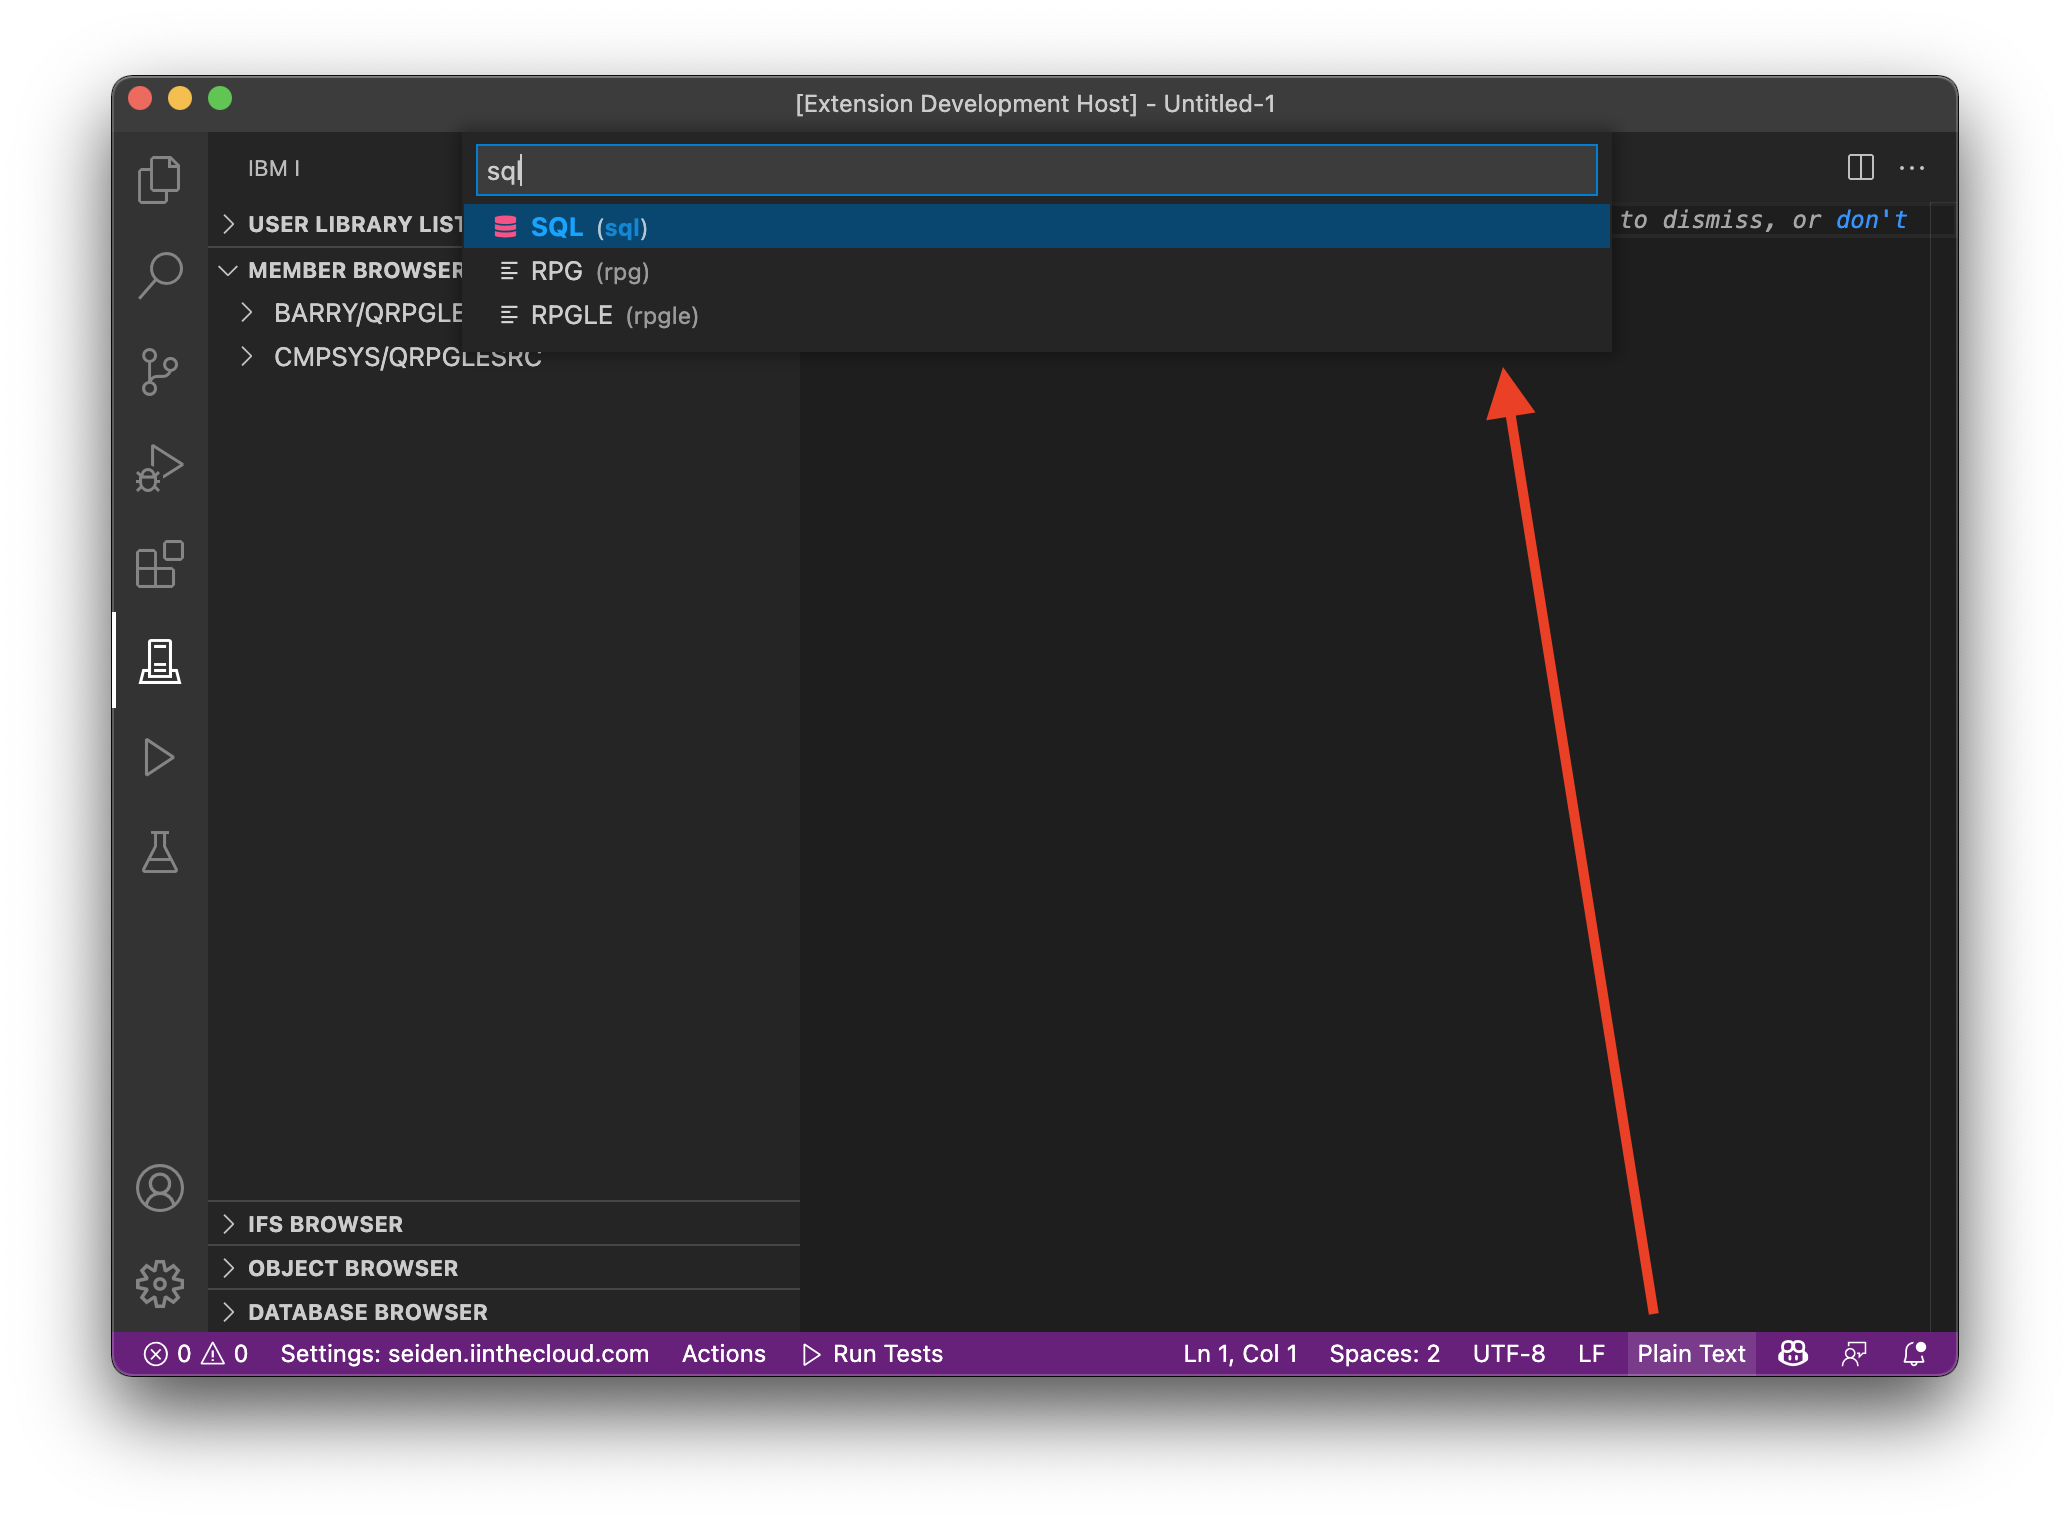 [Extension Development Host] - Untitled-1
IBM I
sql
USER LIBRARY LIST
SQL (sql)
to dismiss, or don't
MEMBER BROWSER
RPG (rpg)
BARRY/QRPGLE
RPGLE (rpgle)
CMPSYS/QRPGLESRC
IFS BROWSER
OBJECT BROWSER
DATABASE BROWSER
0 0 Settings: seiden.iinthecloud.com Actions Run Tests Ln 1, Col 1 Spaces: 2 UTF-8 LF Plain Text